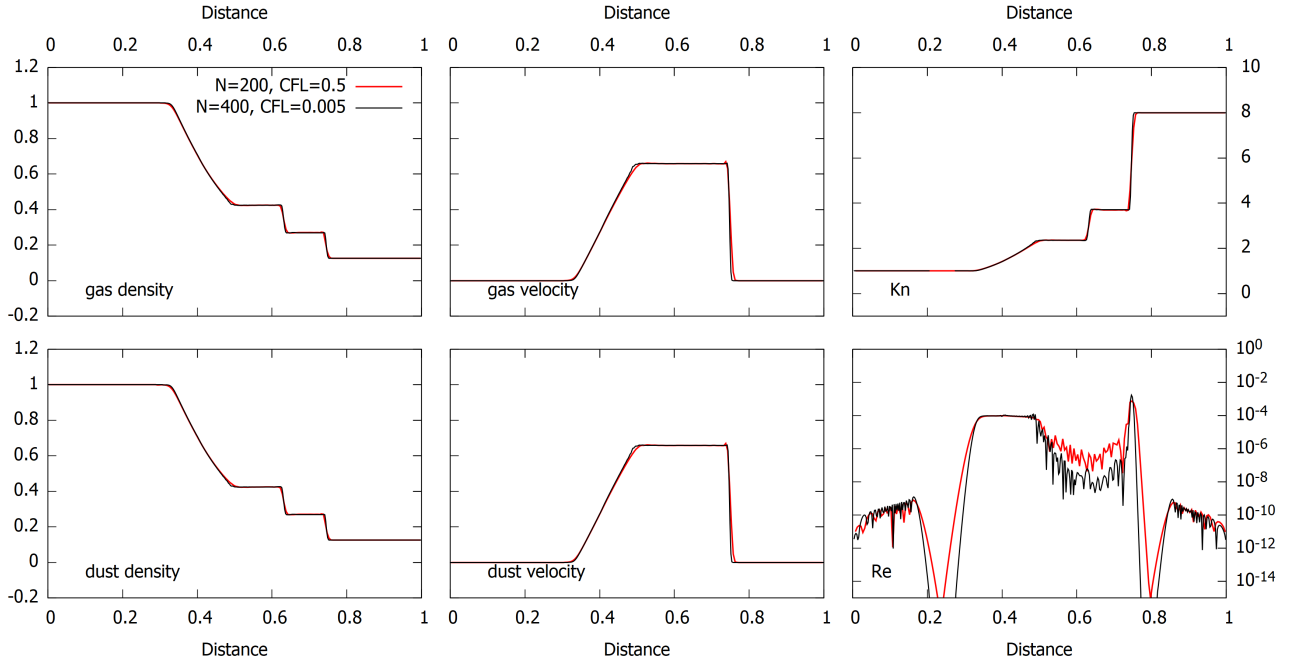 Distance Distance Distance
0 0.2 0.4 0.6 0.8 1 0 0.2 0.4 0.6 0.8 1 0 0.2 0.4 0.6 0.8 1
1.2 10
N=200, CFL=0.5
1 8
N=400, CFL=0.005
0.8
0.6 6
0.4 4
0.2 2
0 0
gas density gas velocity Kn
-0.2
1.2 10^0
1 10^-2
0.8 10^-4
0.6 10^-6
0.4 10^-8
0.2 10^-10
0 10^-12
dust density dust velocity Re 10^-14
-0.2
0 0.2 0.4 0.6 0.8 1 0 0.2 0.4 0.6 0.8 1 0 0.2 0.4 0.6 0.8 1
Distance Distance Distance